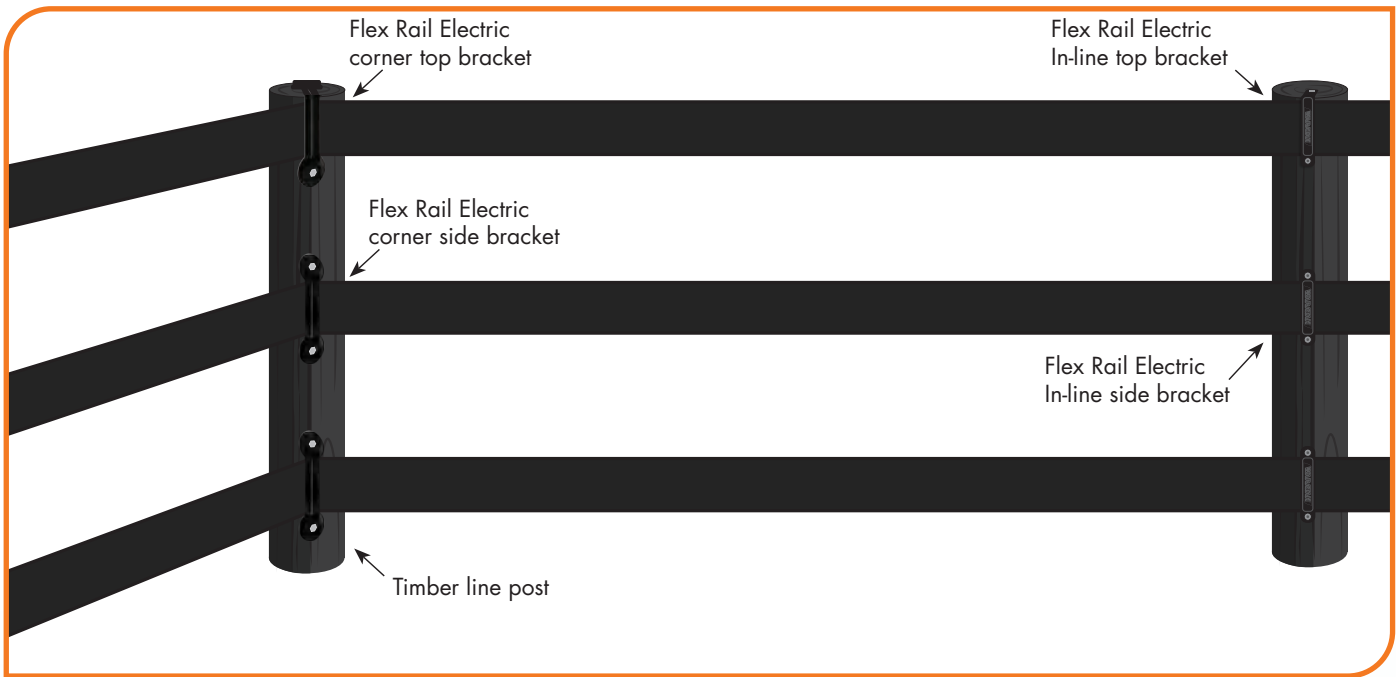 Flex Rail Electric
corner top bracket
Flex Rail Electric
In-line top bracket
Flex Rail Electric
corner side bracket
Flex Rail Electric
In-line side bracket
Timber line post